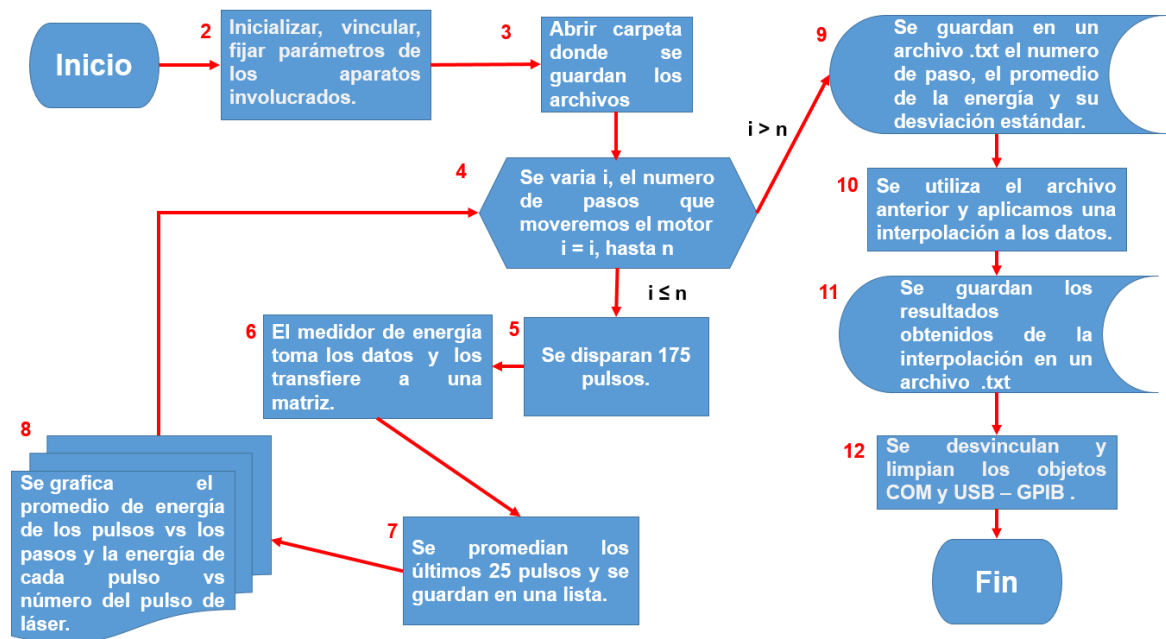 Inicio
2
Inicializar, vincular,
fijar parámetros de
los aparatos
involucrados.
3
Abrir carpeta
donde se
guardan los
archivos
4
Se varia i, el numero
de pasos que
moveremos el motor
i = i, hasta n
i > n
i ≤ n
5
Se disparan 175
pulsos.
6
El medidor de energía
toma los datos y los
transfiere a una
matriz.
7
Se promedian los
últimos 25 pulsos y se
guardan en una lista.
8
Se grafica el
promedio de energía
de los pulsos vs los
pasos y la energía de
cada pulso vs
número del pulso de
láser.
9
Se guardan en un
archivo .txt el numero
de paso, el promedio
de la energía y su
desviación estándar.
10
Se utiliza el archivo
anterior y aplicamos una
interpolación a los datos.
11
Se guardan los
resultados
obtenidos de la
interpolación en un
archivo .txt
12
Se desvinculan y
limpian los objetos
COM y USB – GPIB .
Fin